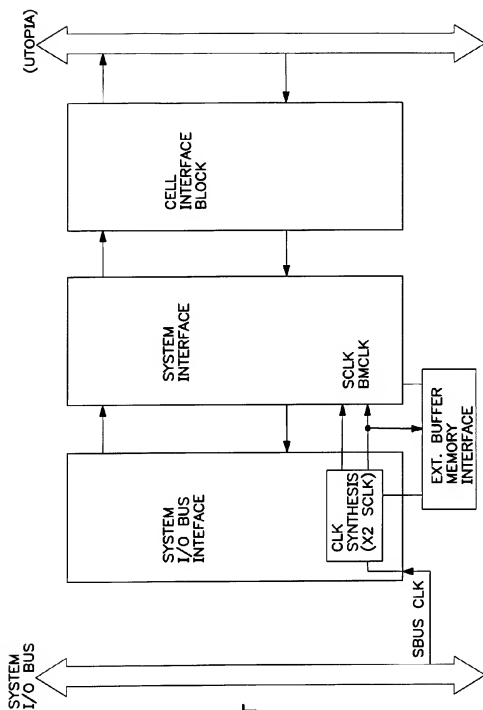 SYSTEM
I/O BUS
SYSTEM
I/O BUS
INTEFACE
SBUS CLK
CLK
SYNTHESIS
(X2 SCLK)
SYSTEM
INTERFACE
SCLK
BMCLK
EXT. BUFFER
MEMORY
INTERFACE
CELL
INTERFACE
BLOCK
(UTOPIA)